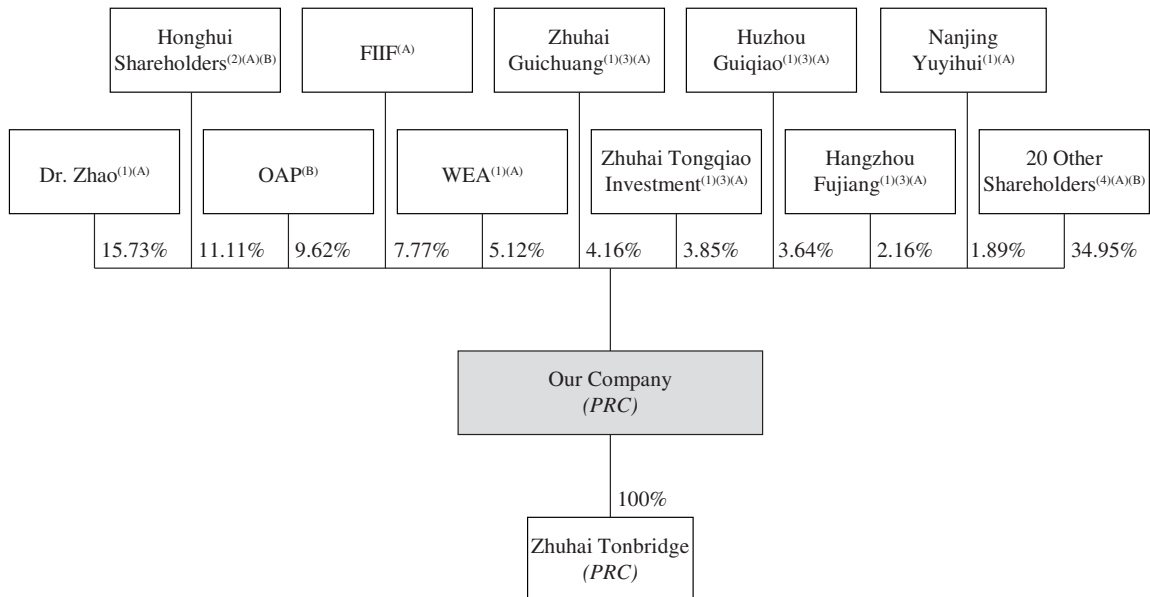 Honghui
Shareholders(2)(A)(B)
FIIF(A)
Zhuhai
Guichuang(1)(3)(A)
Huzhou
Guiqiao(1)(3)(A)
Nanjing
Yuyihui(1)(A)
Dr. Zhao(1)(A)
OAP(B)
WEA(1)(A)
Zhuhai Tongqiao
Investment(1)(3)(A)
Hangzhou
Fujiang(1)(3)(A)
20 Other
Shareholders(4)(A)(B)
15.73%
11.11%
9.62%
7.77%
5.12%
4.16%
3.85%
3.64%
2.16%
1.89%
34.95%
Our Company
(PRC)
100%
Zhuhai Tonbridge
(PRC)